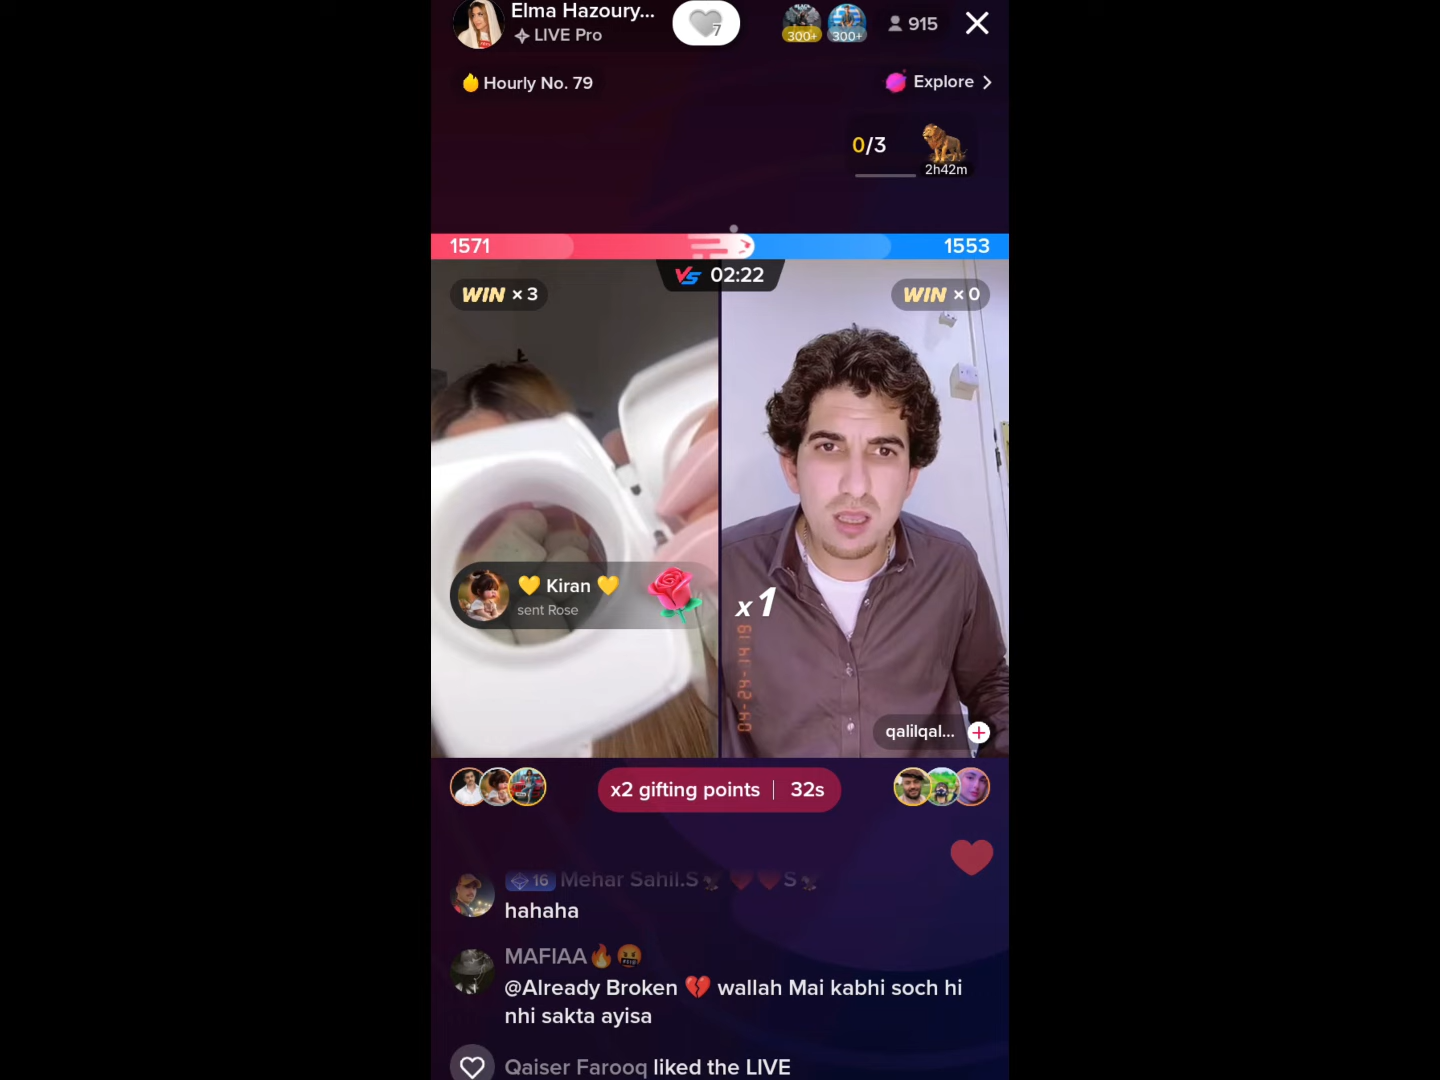 Elma Hazoury...
LIVE Pro
7
300+
300+
915
Hourly No. 79
Explore
0/3
2h42m
1571
1553
VS 02:22
WIN × 3
WIN × 0
💛 Kiran 💛
sent Rose
x1
qalilqal...
x2 gifting points | 32s
16 Mehar Sahil.S🦅 ❤️❤️S🦅
hahaha
MAFIAA🔥🤬
@Already Broken 💔 wallah Mai kabhi soch hi
nhi sakta ayisa
Qaiser Farooq liked the LIVE